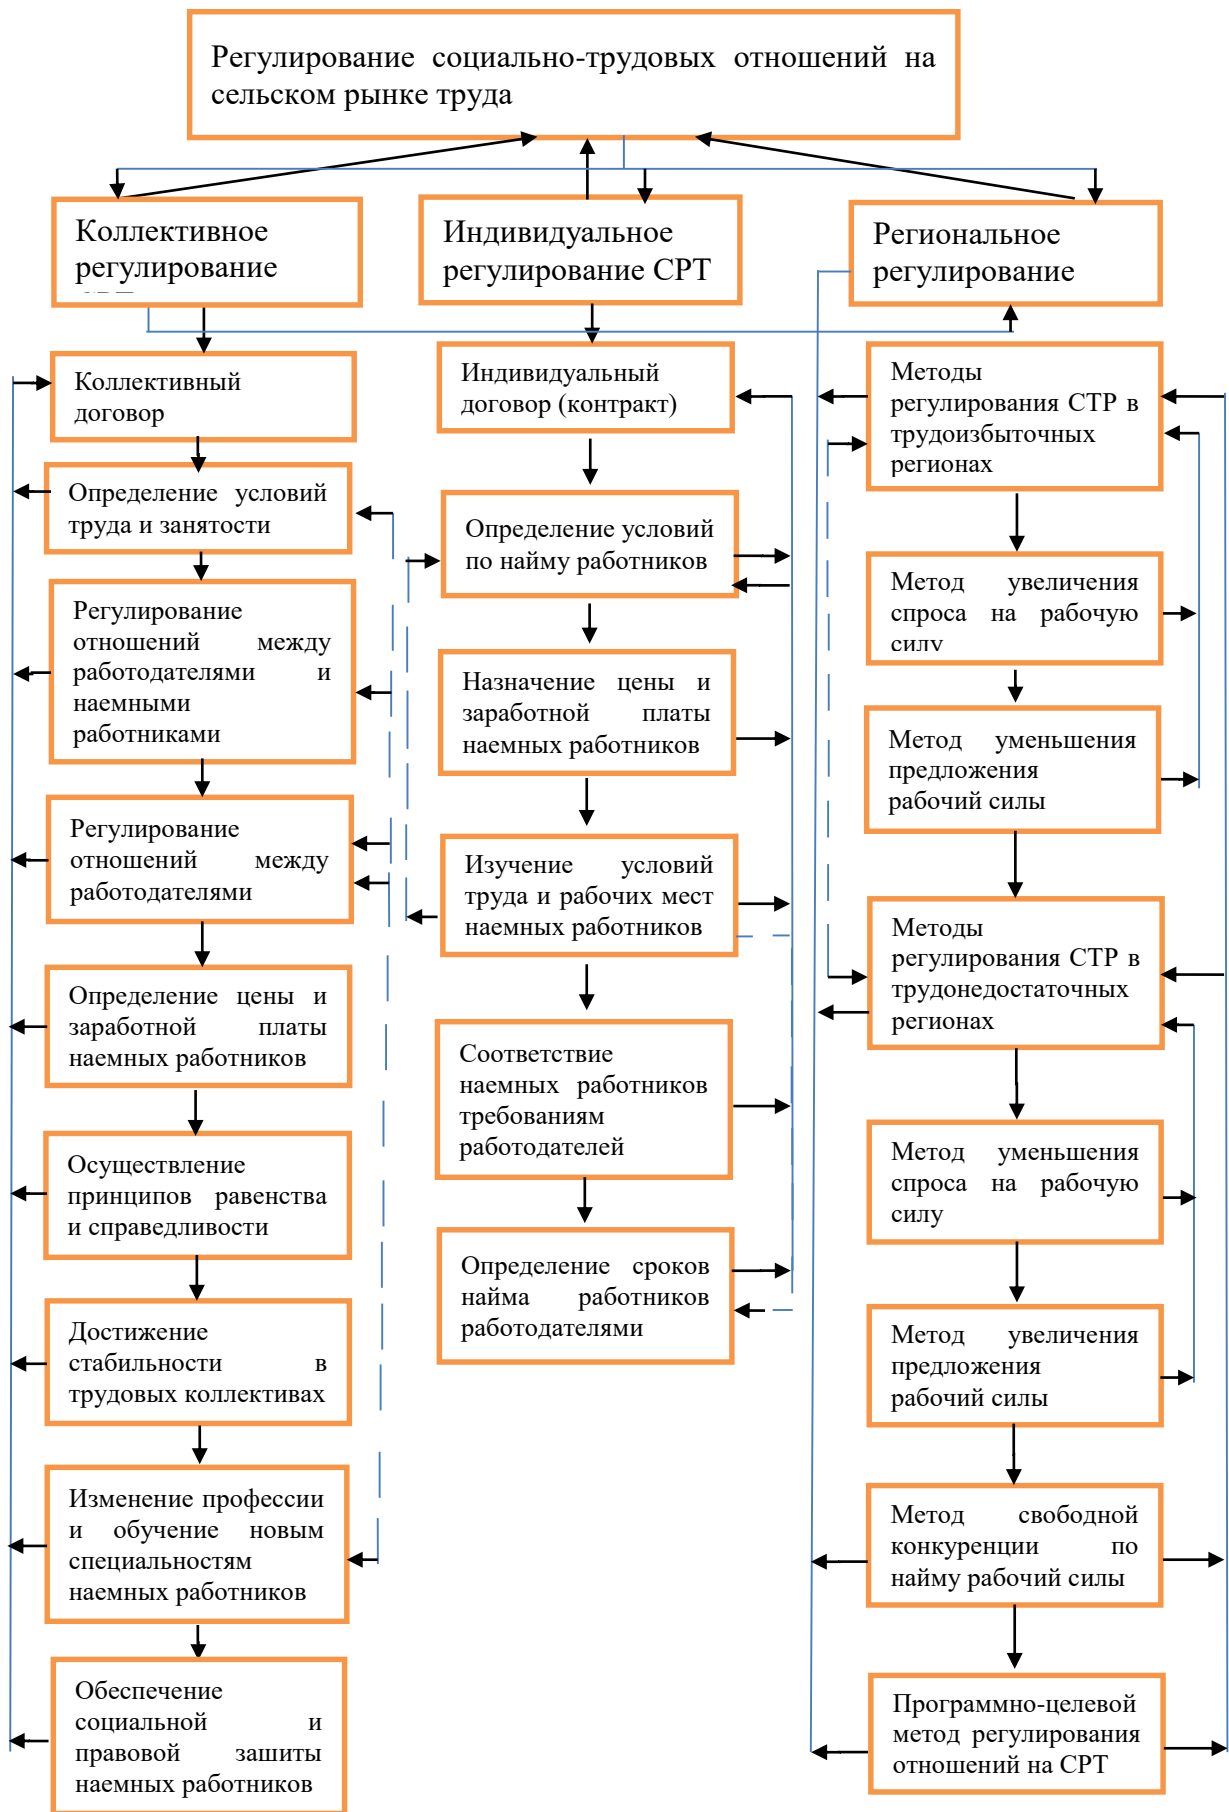 Регулирование социально-трудовых отношений на
сельском рынке труда
Коллективное
регулирование
Индивидуальное
регулирование СРТ
Региональное
регулирование
Коллективный
договор
Определение условий
труда и занятости
Регулирование
отношений между
работодателями и
наемными
работниками
Регулирование
отношений между
работодателями
Определение цены и
заработной платы
наемных работников
Осуществление
принципов равенства
и справедливости
Достижение
стабильности в
трудовых коллективах
Изменение профессии
и обучение новым
специальностям
наемных работников
Обеспечение
социальной и
правовой зашиты
наемных работников
Индивидуальный
договор (контракт)
Определение условий
по найму работников
Назначение цены и
заработной платы
наемных работников
Изучение условий
труда и рабочих мест
наемных работников
Соответствие
наемных работников
требованиям
работодателей
Определение сроков
найма работников
работодателями
Методы
регулирования СТР в
трудоизбыточных
регионах
Метод увеличения
спроса на рабочую
силу
Метод уменьшения
предложения
рабочий силы
Методы
регулирования СТР в
трудонедостаточных
регионах
Метод уменьшения
спроса на рабочую
силу
Метод увеличения
предложения
рабочий силы
Метод свободной
конкуренции по
найму рабочий силы
Программно-целевой
метод регулирования
отношений на СРТ